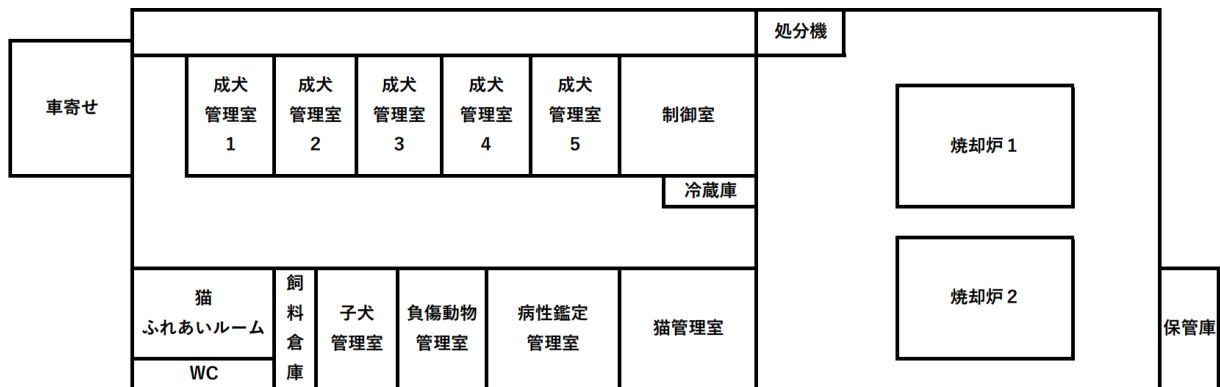 処分機
車寄せ
成犬
管理室
1
成犬
管理室
2
成犬
管理室
3
成犬
管理室
4
成犬
管理室
5
制御室
焼却炉1
冷蔵庫
猫
ふれあいルーム
WC
飼
料
倉
庫
子犬
管理室
負傷動物
管理室
病性鑑定
管理室
猫管理室
焼却炉2
保管庫